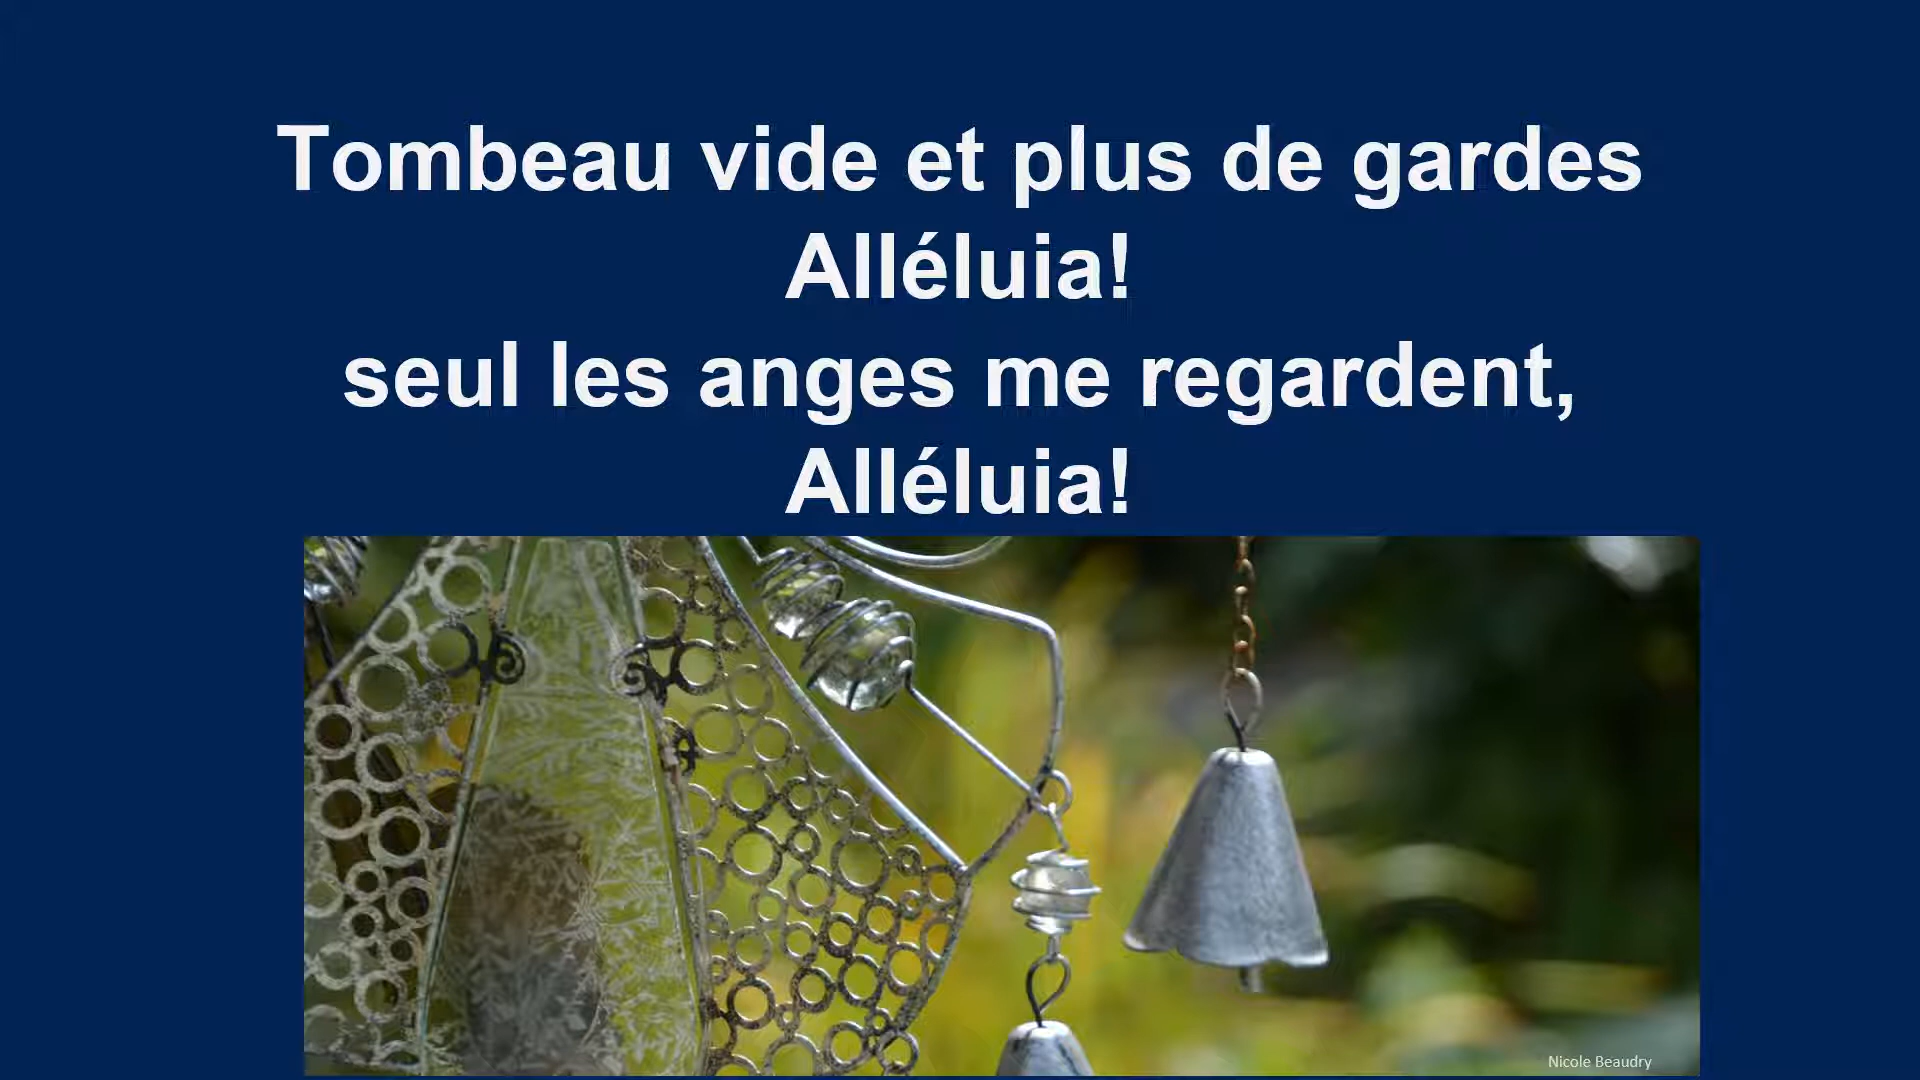 Tombeau vide et plus de gardes
Alléluia!
seul les anges me regardent,
Alléluia!
Nicole Beaudry